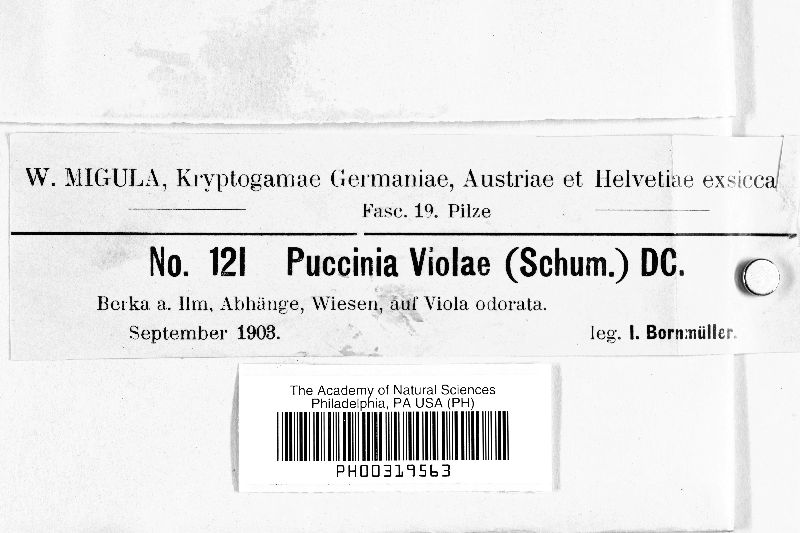 W. MIGULA, Kryptogamae Germaniae, Austriae et Helvetiae exsicca
Fasc. 19. Pilze
No. 121 Puccinia Violae (Schum.) DC.
Berka a. Ilm, Abhänge, Wiesen, auf Viola odorata.
September 1903. leg. I. Bornmüller.
The Academy of Natural Sciences
Philadelphia, PA USA (PH)
PH00319563